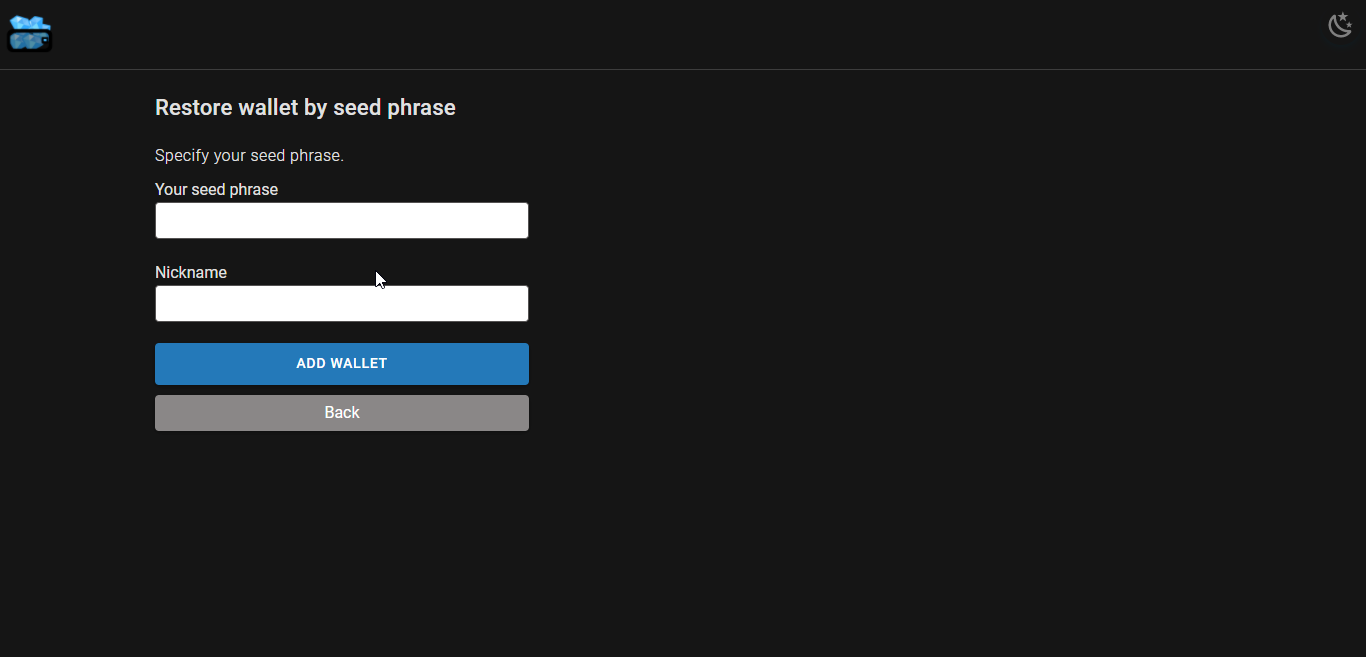 Restore wallet by seed phrase
Specify your seed phrase.
Your seed phrase
Nickname
ADD WALLET
Back